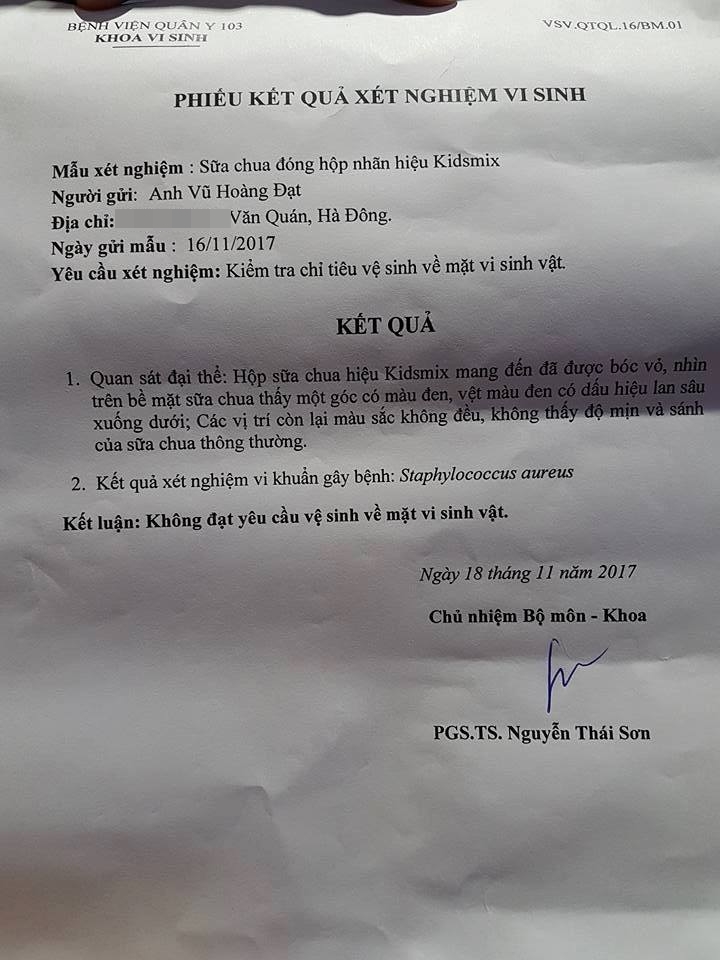 BỆNH VIỆN QUÂN Y 103
KHOA VI SINH
VSV.QTQL.16/BM.01
PHIẾU KẾT QUẢ XÉT NGHIỆM VI SINH
Mẫu xét nghiệm : Sữa chua đóng hộp nhãn hiệu Kidsmix
Người gửi: Anh Vũ Hoàng Đạt
Địa chỉ: Văn Quán, Hà Đông.
Ngày gửi mẫu : 16/11/2017
Yêu cầu xét nghiệm: Kiểm tra chỉ tiêu vệ sinh về mặt vi sinh vật.
KẾT QUẢ
1. Quan sát đại thể: Hộp sữa chua hiệu Kidsmix mang đến đã được bóc vỏ, nhìn
trên bề mặt sữa chua thấy một góc có màu đen, vệt màu đen có dấu hiệu lan sâu
xuống dưới; Các vị trí còn lại màu sắc không đều, không thấy độ mịn và sánh
của sữa chua thông thường.
2. Kết quả xét nghiệm vi khuẩn gây bệnh: Staphylococcus aureus
Kết luận: Không đạt yêu cầu vệ sinh về mặt vi sinh vật.
Ngày 18 tháng 11 năm 2017
Chủ nhiệm Bộ môn - Khoa
PGS.TS. Nguyễn Thái Sơn